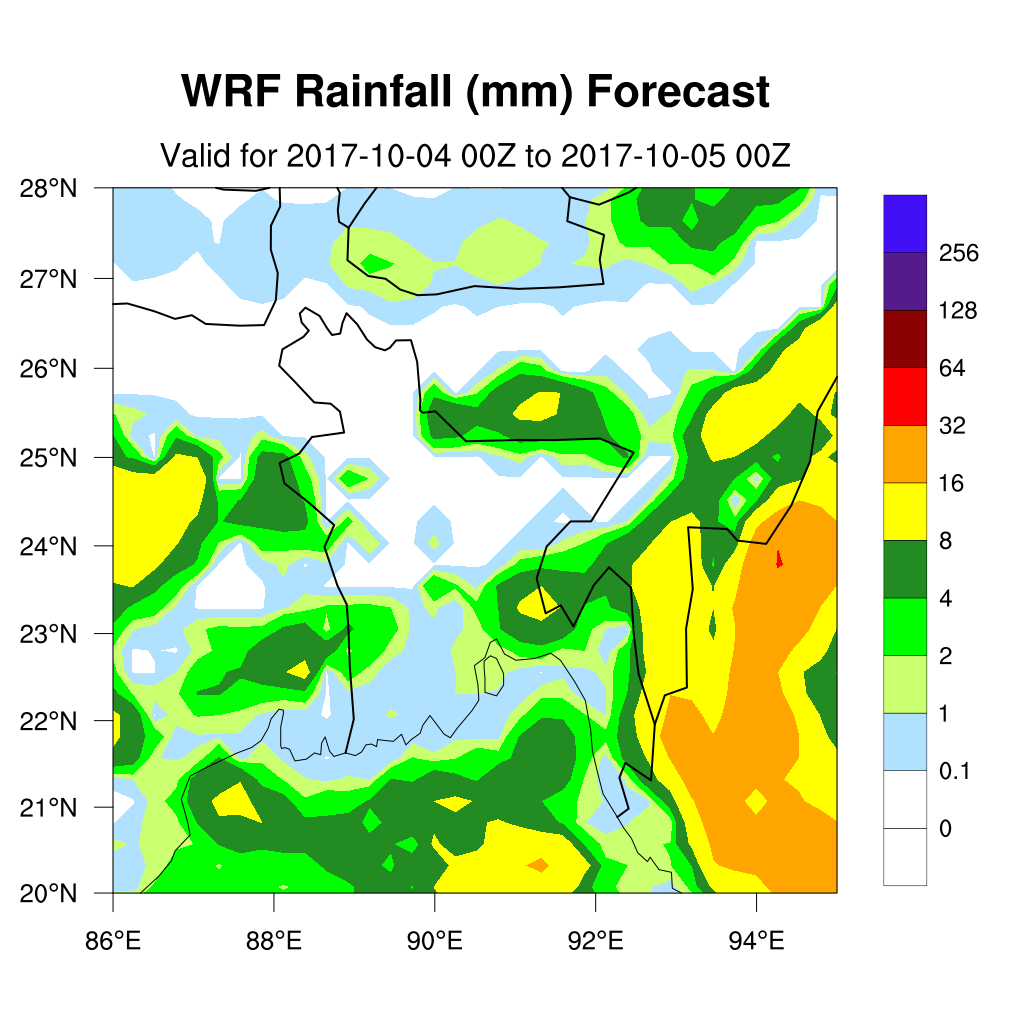 WRF Rainfall (mm) Forecast
Valid for 2017-10-04 00Z to 2017-10-05 00Z
28°N
27°N
26°N
25°N
24°N
23°N
22°N
21°N
20°N
86°E 88°E 90°E 92°E 94°E
256
128
64
32
16
8
4
2
1
0.1
0